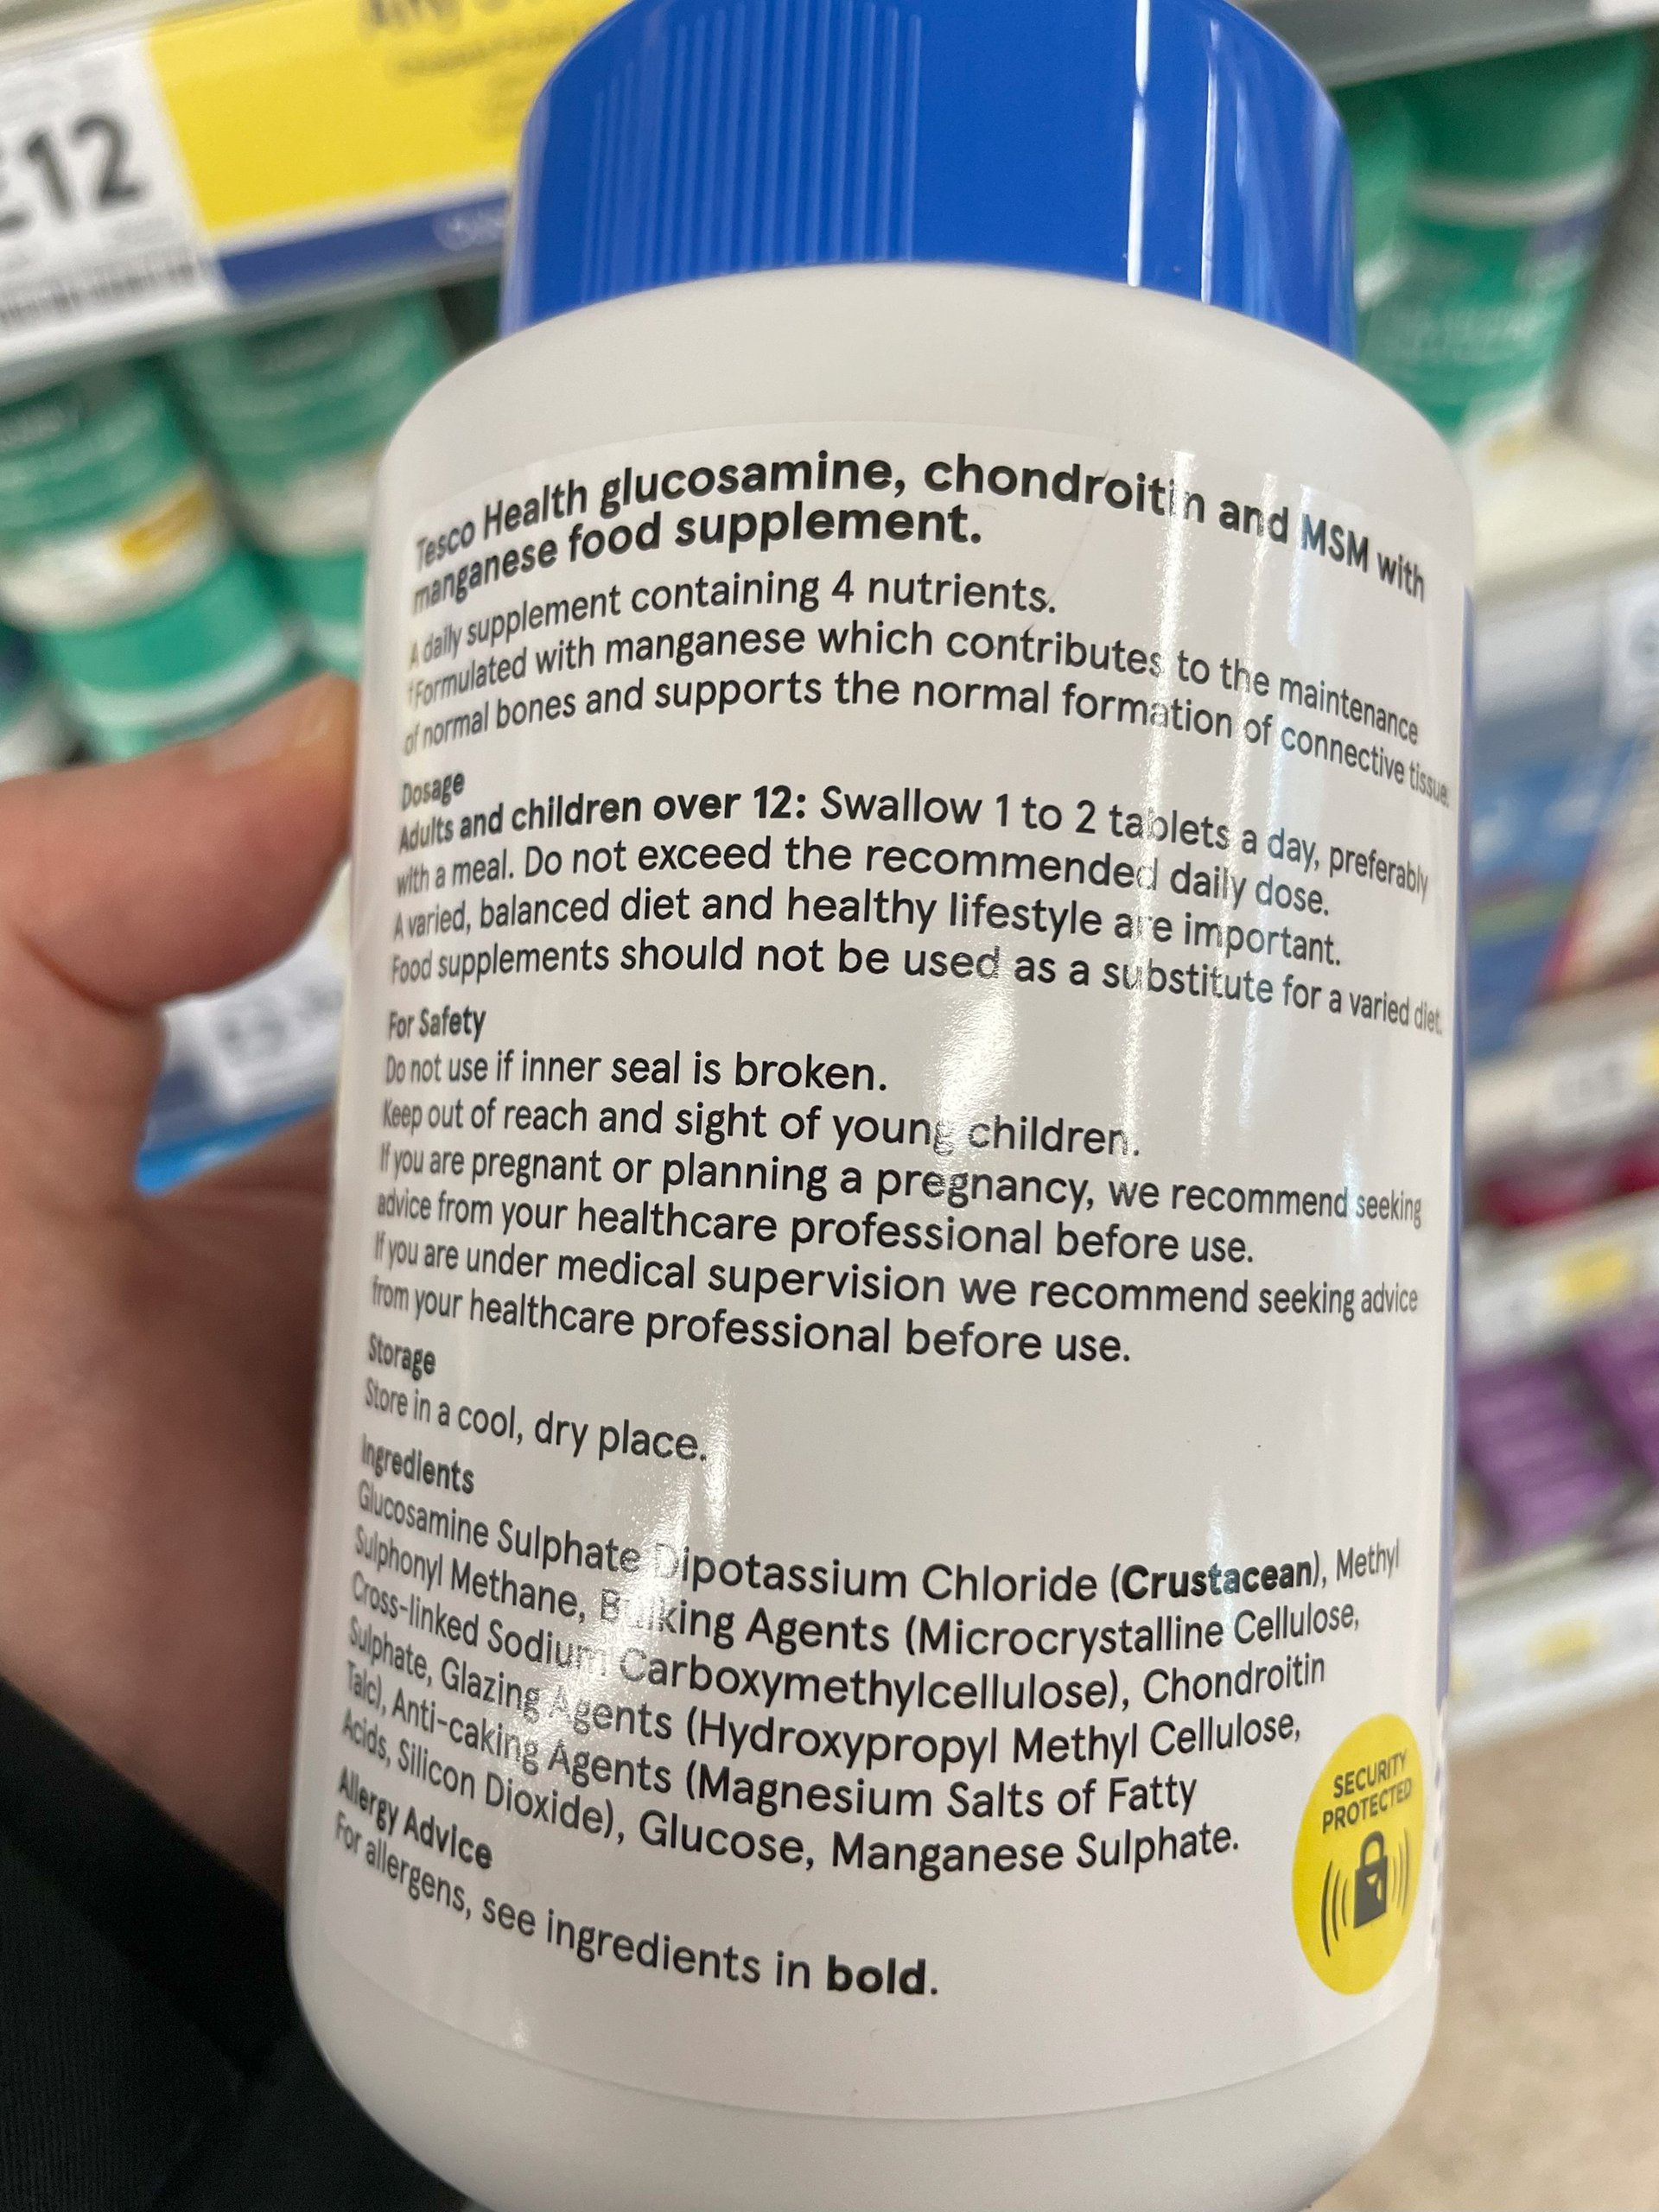 £12
Tesco Health glucosamine, chondroitin and MSM with
manganese food supplement.
A daily supplement containing 4 nutrients.
†Formulated with manganese which contributes to the maintenance
of normal bones and supports the normal formation of connective tissue.
Dosage
Adults and children over 12: Swallow 1 to 2 tablets a day, preferably
with a meal. Do not exceed the recommended daily dose.
A varied, balanced diet and healthy lifestyle are important.
Food supplements should not be used as a substitute for a varied diet.
For Safety
Do not use if inner seal is broken.
Keep out of reach and sight of young children.
If you are pregnant or planning a pregnancy, we recommend seeking
advice from your healthcare professional before use.
If you are under medical supervision we recommend seeking advice
from your healthcare professional before use.
Storage
Store in a cool, dry place.
Ingredients
Glucosamine Sulphate Dipotassium Chloride (Crustacean), Methyl
Sulphonyl Methane, Bulking Agents (Microcrystalline Cellulose,
Cross-linked Sodium Carboxymethylcellulose), Chondroitin
Sulphate, Glazing Agents (Hydroxypropyl Methyl Cellulose,
Talc), Anti-caking Agents (Magnesium Salts of Fatty
Acids, Silicon Dioxide), Glucose, Manganese Sulphate.
Allergy Advice
For allergens, see ingredients in bold.
SECURITY
PROTECTED